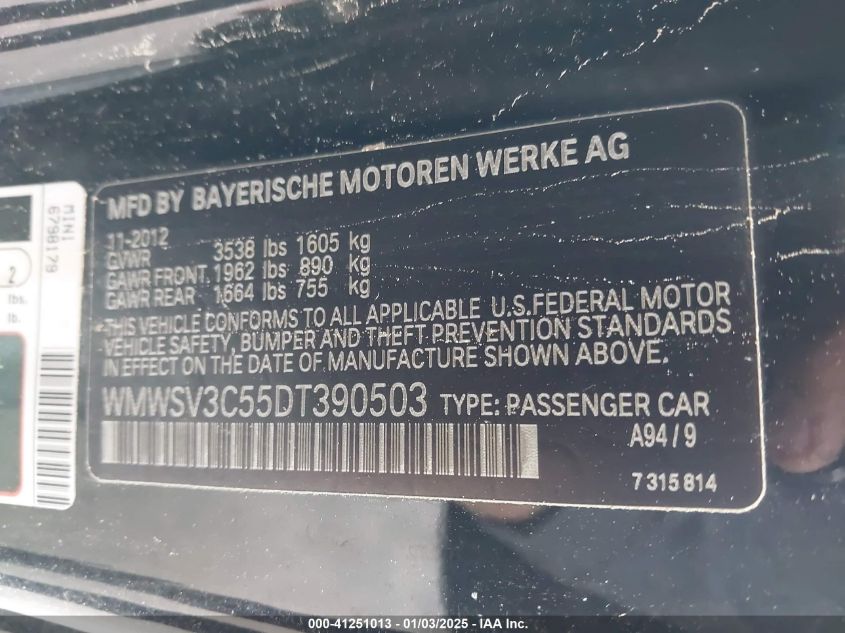 MFD BY BAYERISCHE MOTOREN WERKE AG
11-2012
GVWR 3538 lbs 1605 kg
GAWR FRONT 1962 lbs 890 kg
GAWR REAR 1664 lbs 755 kg
THIS VEHICLE CONFORMS TO ALL APPLICABLE U.S.FEDERAL MOTOR
VEHICLE SAFETY, BUMPER AND THEFT PREVENTION STANDARDS
IN EFFECT ON THE DATE OF MANUFACTURE SHOWN ABOVE.
WMWSV3C55DT390503 TYPE: PASSENGER CAR
A94/9
7 315 814
MINI
6798179
2
lbs.
lb.
000-41251013 - 01/03/2025 - IAA Inc.